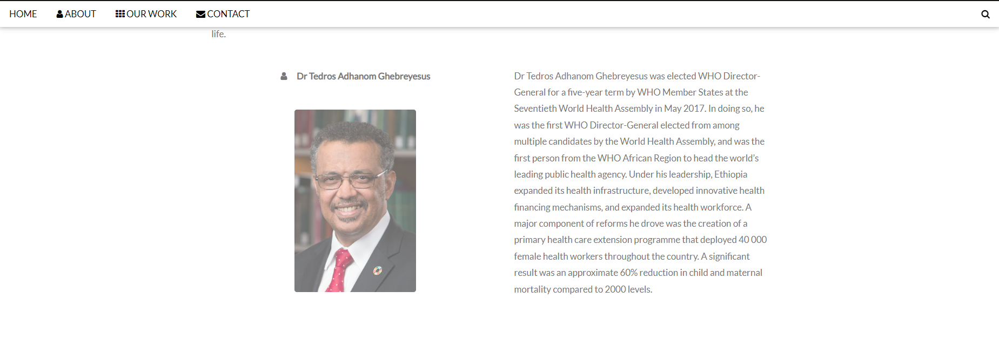 HOME ABOUT OUR WORK CONTACT
life.
Dr Tedros Adhanom Ghebreyesus
Dr Tedros Adhanom Ghebreyesus was elected WHO Director-
General for a five-year term by WHO Member States at the
Seventieth World Health Assembly in May 2017. In doing so, he
was the first WHO Director-General elected from among
multiple candidates by the World Health Assembly, and was the
first person from the WHO African Region to head the world’s
leading public health agency. Under his leadership, Ethiopia
expanded its health infrastructure, developed innovative health
financing mechanisms, and expanded its health workforce. A
major component of reforms he drove was the creation of a
primary health care extension programme that deployed 40 000
female health workers throughout the country. A significant
result was an approximate 60% reduction in child and maternal
mortality compared to 2000 levels.